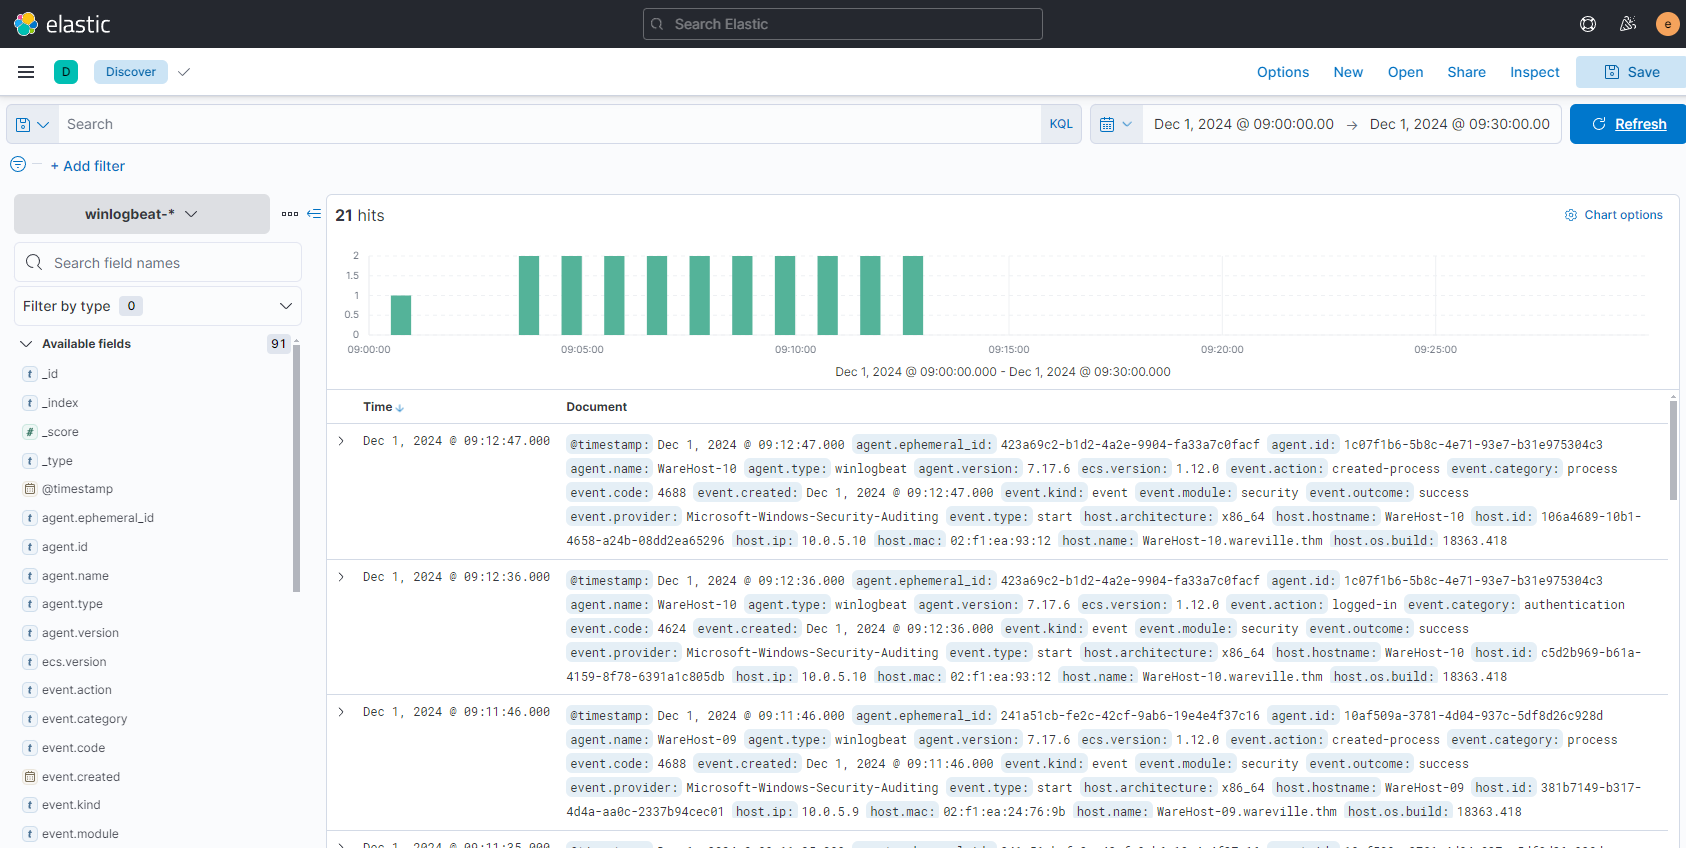 elastic
Search Elastic
e
D
Discover
Options New Open Share Inspect Save
Search
KQL
Dec 1, 2024 @ 09:00:00.00 → Dec 1, 2024 @ 09:30:00.00
Refresh
+ Add filter
winlogbeat-*
Search field names
Filter by type 0
Available fields 91
t _id
t _index
# _score
t _type
@timestamp
t agent.ephemeral_id
t agent.id
t agent.name
t agent.type
t agent.version
t ecs.version
t event.action
t event.category
t event.code
event.created
t event.kind
t event.module
21 hits
Chart options
2
1.5
1
0.5
0
09:00:00 09:05:00 09:10:00 09:15:00 09:20:00 09:25:00
Dec 1, 2024 @ 09:00:00.000 - Dec 1, 2024 @ 09:30:00.000
Time Document
Dec 1, 2024 @ 09:12:47.000
@timestamp: Dec 1, 2024 @ 09:12:47.000 agent.ephemeral_id: 423a69c2-b1d2-4a2e-9904-fa33a7c0facf agent.id: 1c07f1b6-5b8c-4e71-93e7-b31e975304c3
agent.name: WareHost-10 agent.type: winlogbeat agent.version: 7.17.6 ecs.version: 1.12.0 event.action: created-process event.category: process
event.code: 4688 event.created: Dec 1, 2024 @ 09:12:47.000 event.kind: event event.module: security event.outcome: success
event.provider: Microsoft-Windows-Security-Auditing event.type: start host.architecture: x86_64 host.hostname: WareHost-10 host.id: 106a4689-10b1-
4658-a24b-08dd2ea65296 host.ip: 10.0.5.10 host.mac: 02:f1:ea:93:12 host.name: WareHost-10.wareville.thm host.os.build: 18363.418
Dec 1, 2024 @ 09:12:36.000
@timestamp: Dec 1, 2024 @ 09:12:36.000 agent.ephemeral_id: 423a69c2-b1d2-4a2e-9904-fa33a7c0facf agent.id: 1c07f1b6-5b8c-4e71-93e7-b31e975304c3
agent.name: WareHost-10 agent.type: winlogbeat agent.version: 7.17.6 ecs.version: 1.12.0 event.action: logged-in event.category: authentication
event.code: 4624 event.created: Dec 1, 2024 @ 09:12:36.000 event.kind: event event.module: security event.outcome: success
event.provider: Microsoft-Windows-Security-Auditing event.type: start host.architecture: x86_64 host.hostname: WareHost-10 host.id: c5d2b969-b61a-
4159-8f78-6391a1c805db host.ip: 10.0.5.10 host.mac: 02:f1:ea:93:12 host.name: WareHost-10.wareville.thm host.os.build: 18363.418
Dec 1, 2024 @ 09:11:46.000
@timestamp: Dec 1, 2024 @ 09:11:46.000 agent.ephemeral_id: 241a51cb-fe2c-42cf-9ab6-19e4e4f37c16 agent.id: 10af509a-3781-4d04-937c-5df8d26c928d
agent.name: WareHost-09 agent.type: winlogbeat agent.version: 7.17.6 ecs.version: 1.12.0 event.action: created-process event.category: process
event.code: 4688 event.created: Dec 1, 2024 @ 09:11:46.000 event.kind: event event.module: security event.outcome: success
event.provider: Microsoft-Windows-Security-Auditing event.type: start host.architecture: x86_64 host.hostname: WareHost-09 host.id: 381b7149-b317-
4d4a-aa0c-2337b94cec01 host.ip: 10.0.5.9 host.mac: 02:f1:ea:24:76:9b host.name: WareHost-09.wareville.thm host.os.build: 18363.418
Dec 1, 2024 @ 09:11:35.000